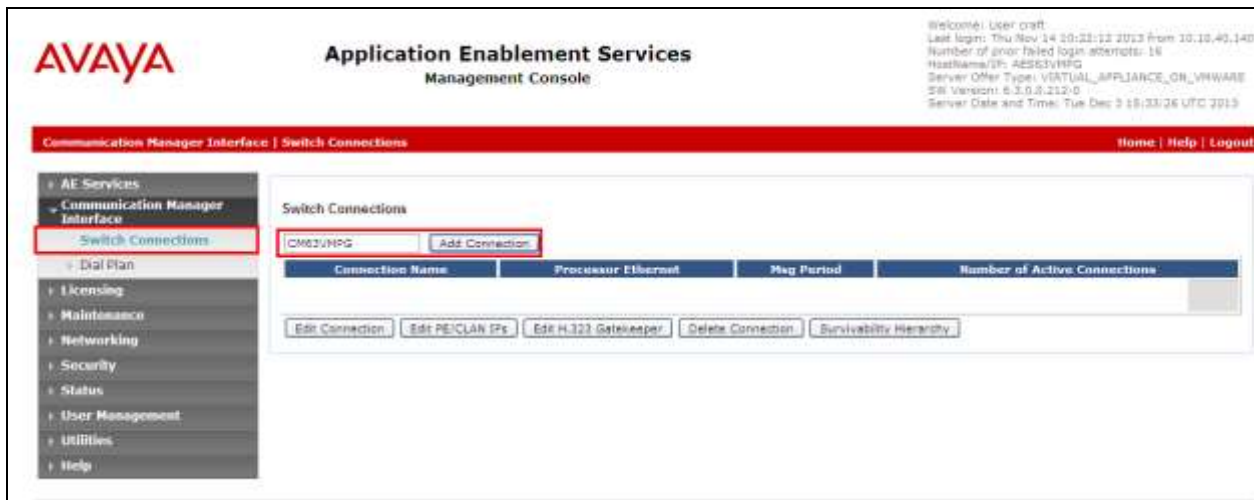 AVAYA
Application Enablement Services
Management Console
Welcome: User craft
Last login: Thu Nov 14 10:22:12 2013 from 10.10.40.140
Number of prior failed login attempts: 16
HostName/IP: AES63VMPG
Server Offer Type: VIRTUAL_APPLIANCE_ON_VMWARE
SW Version: 6.3.0.0.212-0
Server Date and Time: Tue Dec 3 15:33:26 UTC 2013
Communication Manager Interface | Switch Connections
Home | Help | Logout
AE Services
Communication Manager
Interface
Switch Connections
Dial Plan
Licensing
Maintenance
Networking
Security
Status
User Management
Utilities
Help
Switch Connections
CM63VMPG
Add Connection
Connection Name
Processor Ethernet
Msg Period
Number of Active Connections
Edit Connection
Edit PE/CLAN IPs
Edit H.323 Gatekeeper
Delete Connection
Survivability Hierarchy